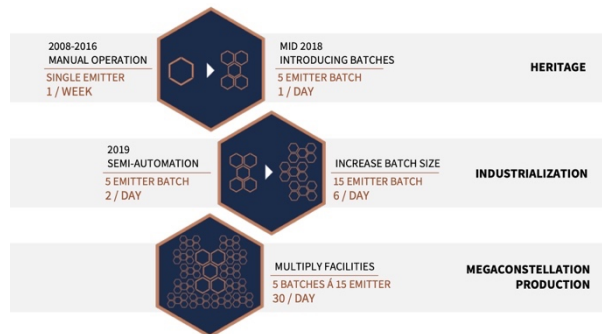 2008-2016
MANUAL OPERATION
SINGLE EMITTER
1 / WEEK
MID 2018
INTRODUCING BATCHES
5 EMITTER BATCH
1 / DAY
HERITAGE
2019
SEMI-AUTOMATION
5 EMITTER BATCH
2 / DAY
INCREASE BATCH SIZE
15 EMITTER BATCH
6 / DAY
INDUSTRIALIZATION
MULTIPLY FACILITIES
5 BATCHES Á 15 EMITTER
30 / DAY
MEGACONSTELLATION
PRODUCTION